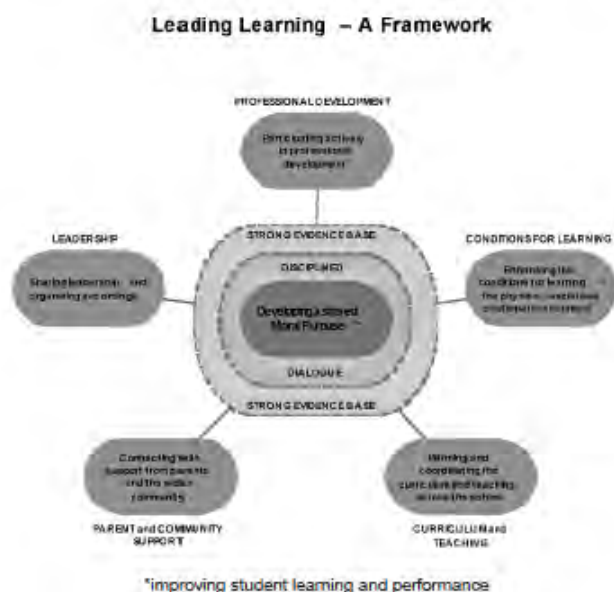 Leading Learning – A Framework
PROFESSIONAL DEVELOPMENT
Participating actively
in professional
development
LEADERSHIP
Sharing leadership and
organising accordingly
STRONG EVIDENCE BASE
DISCIPLINED
Developing a shared
Moral Purpose
DIALOGUE
STRONG EVIDENCE BASE
CONDITIONS FOR LEARNING
Enhancing the
conditions for learning
the physical,
Connecting with
support from parents
and the wider
community
PARENT and COMMUNITY
SUPPORT
Planning and
coordinating the
curriculum and teaching
across the school
CURRICULUM and
TEACHING
*improving student learning and performance